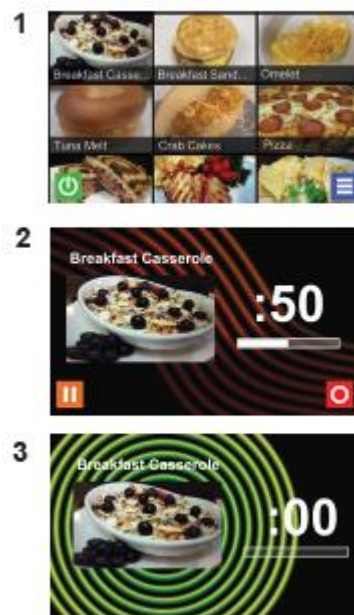 1
Breakfast Casse...
Breakfast Sand...
Omelet
Tuna Melt
Crab Cakes
Pizza
2
Breakfast Casserole
:50
3
Breakfast Casserole
:00